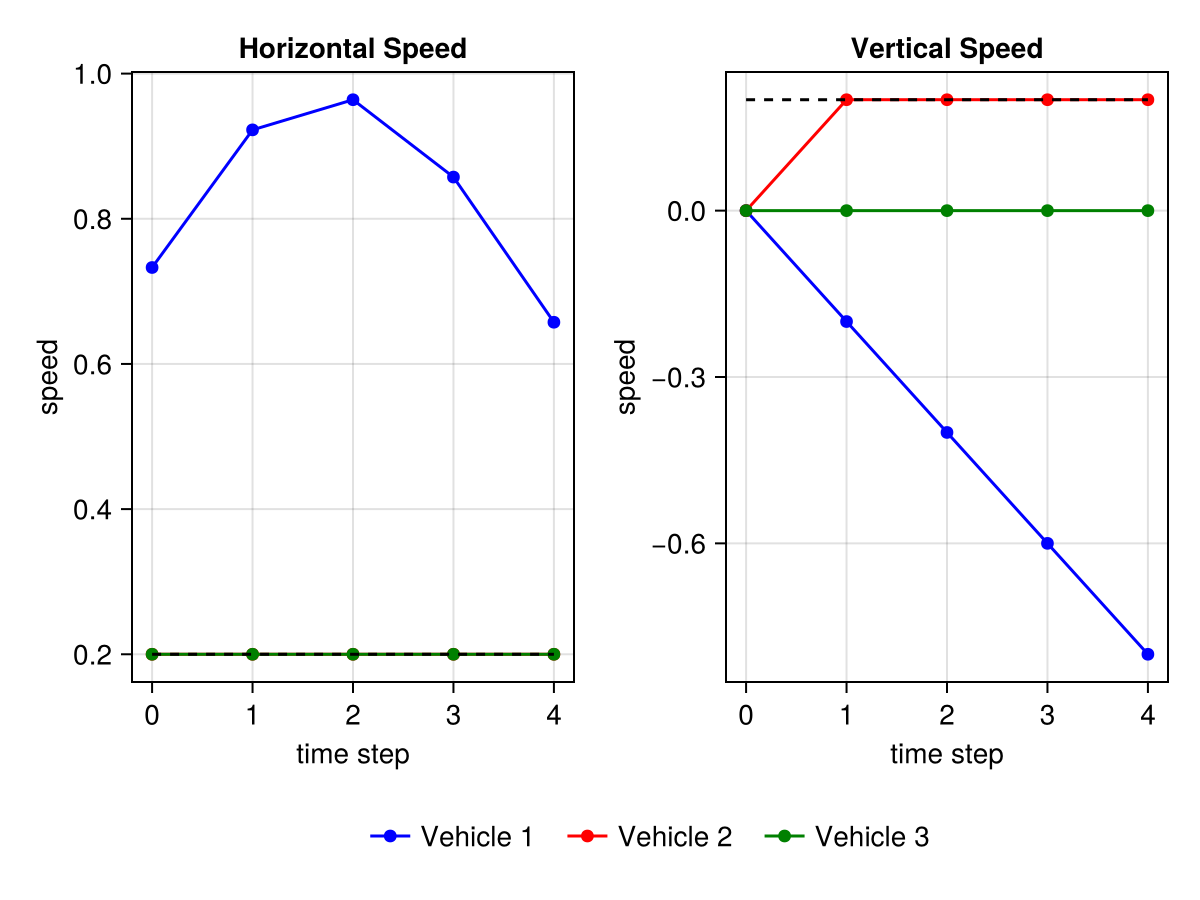 Horizontal Speed
1.0
0.8
0.6
0.4
0.2
speed
0 1 2 3 4
time step
Vertical Speed
0.0
−0.3
−0.6
speed
0 1 2 3 4
time step
Vehicle 1 Vehicle 2 Vehicle 3